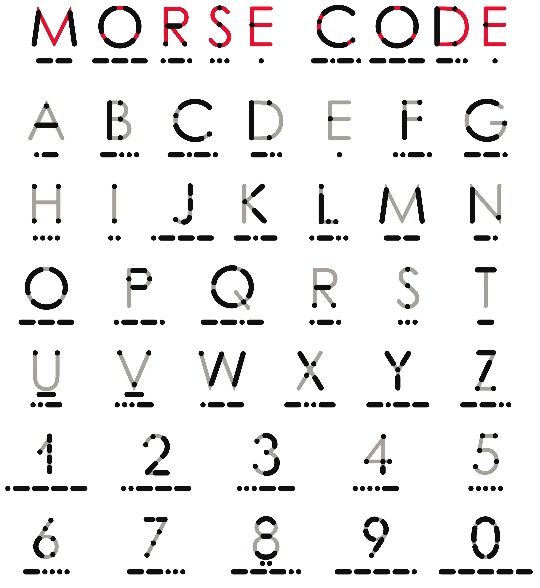 MORSE CODE
A B C D E F G
H I J K L M N
O P Q R S T
U V W X Y Z
1 2 3 4 5
6 7 8 9 0